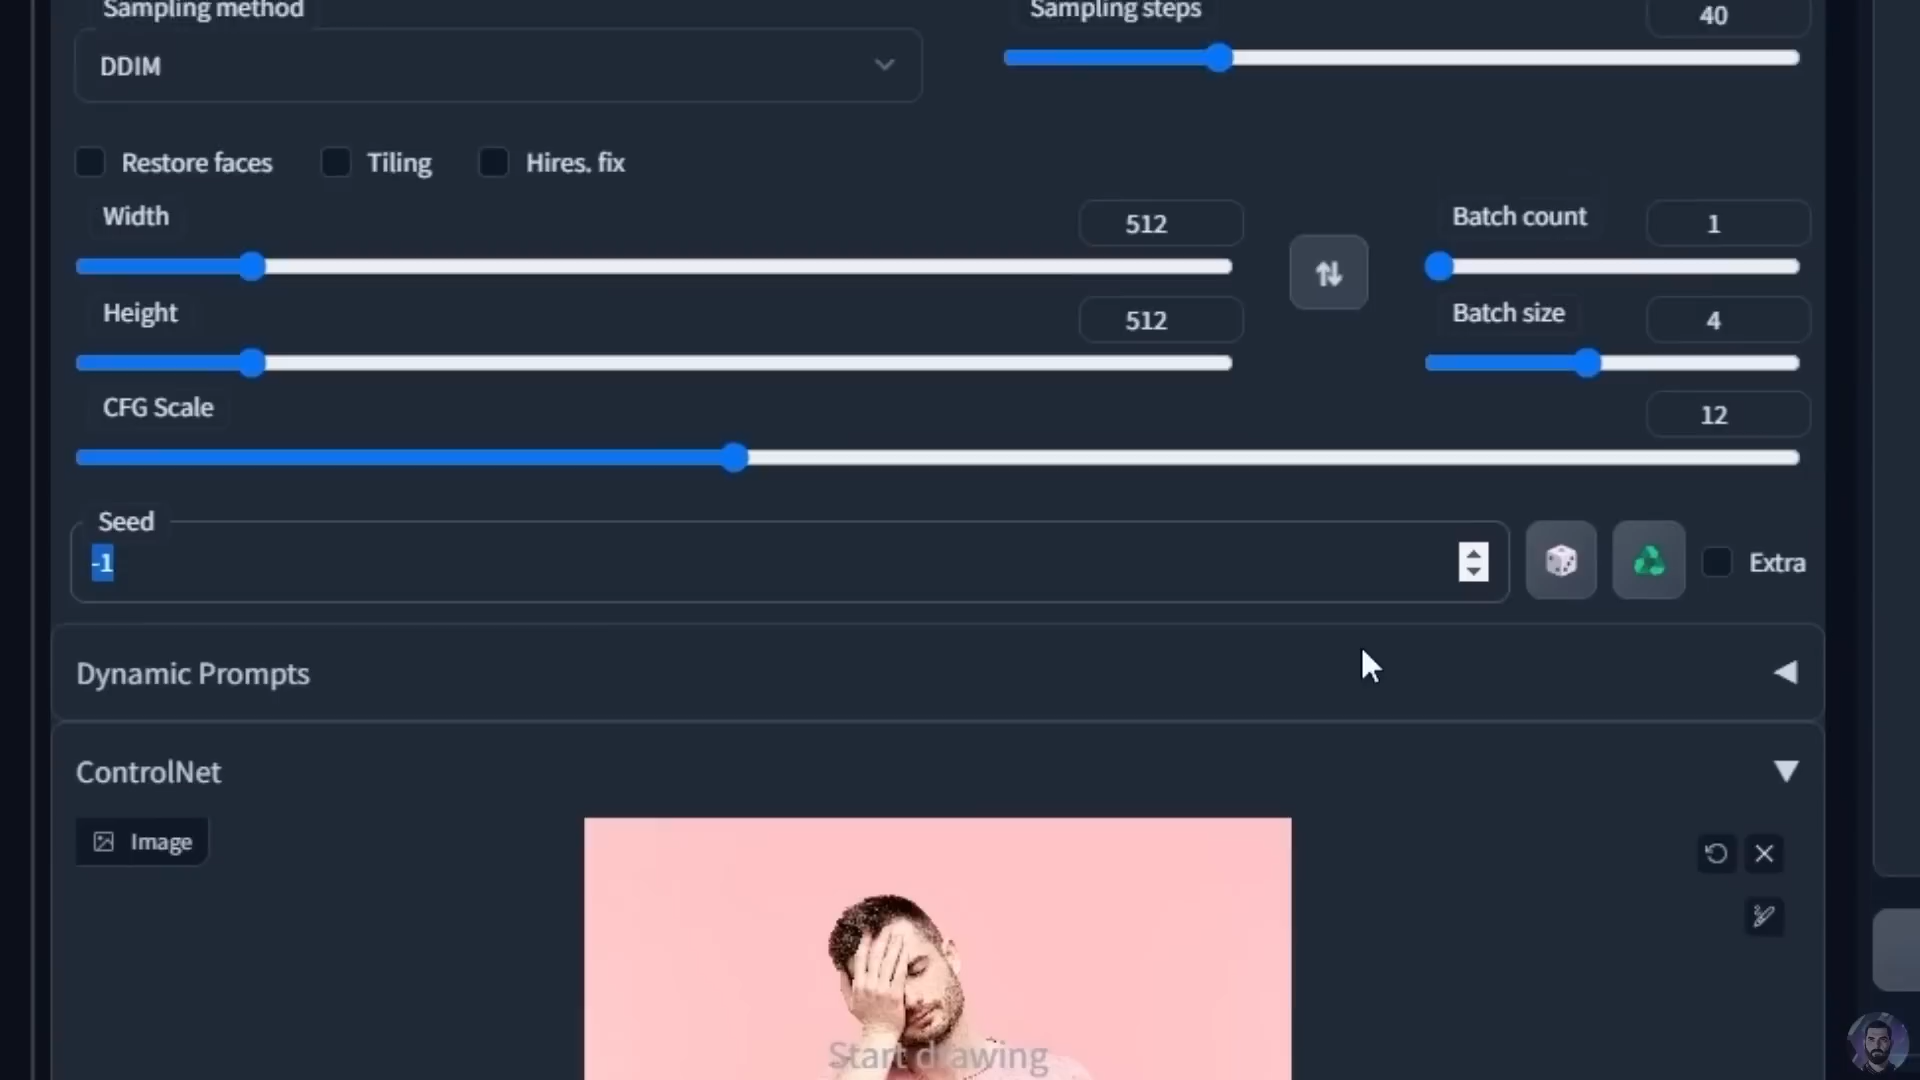 Sampling method
Sampling steps
40
DDIM
Restore faces
Tiling
Hires. fix
Width
512
Batch count
1
Height
512
Batch size
4
CFG Scale
12
Seed
-1
Extra
Dynamic Prompts
ControlNet
Image
Start drawing